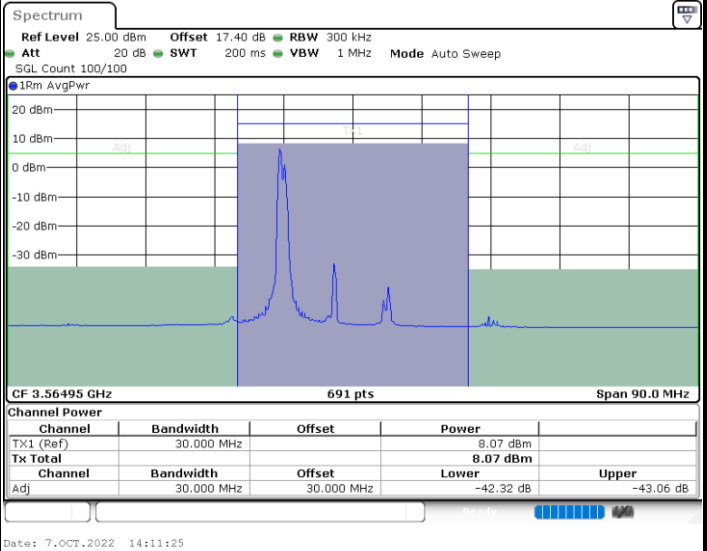 Spectrum
Ref Level 25.00 dBm Offset 17.40 dB RBW 300 kHz
Att 20 dB SWT 200 ms VBW 1 MHz Mode Auto Sweep
SGL Count 100/100
1Rm AvgPwr
20 dBm
TX1
10 dBm
Adj Adj
0 dBm
-10 dBm
-20 dBm
-30 dBm
CF 3.56495 GHz 691 pts Span 90.0 MHz
Channel Power
Channel Bandwidth Offset Power
TX1 (Ref) 30.000 MHz 8.07 dBm
Tx Total 8.07 dBm
Channel Bandwidth Offset Lower Upper
Adj 30.000 MHz 30.000 MHz -42.32 dB -43.06 dB
Ready
Date: 7.OCT.2022 14:11:25